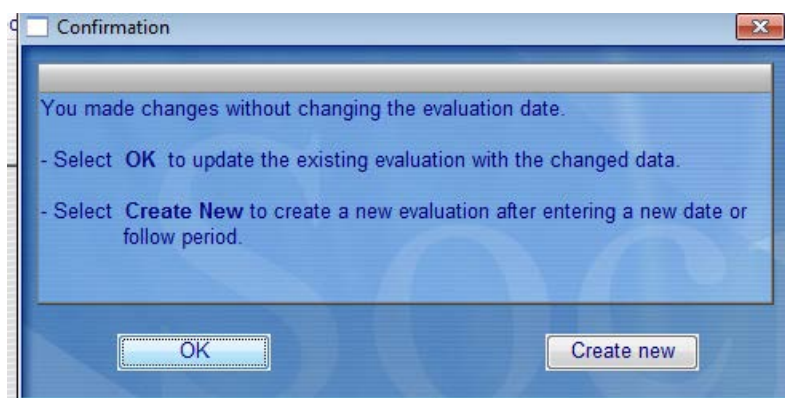 Confirmation
You made changes without changing the evaluation date.
- Select OK to update the existing evaluation with the changed data.
- Select Create New to create a new evaluation after entering a new date or
follow period.
OK
Create new